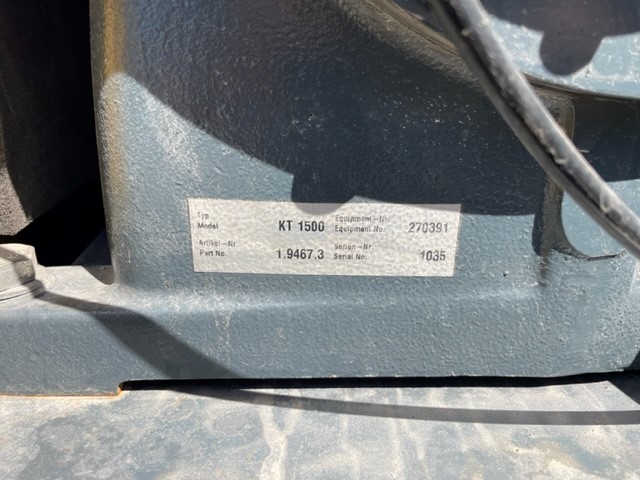 Typ
Model KT 1500
Equipment-Nr
Equipment No. 270391
Artikel-Nr
Part No. 1.9467.3
Serien-Nr
Serial No. 1035